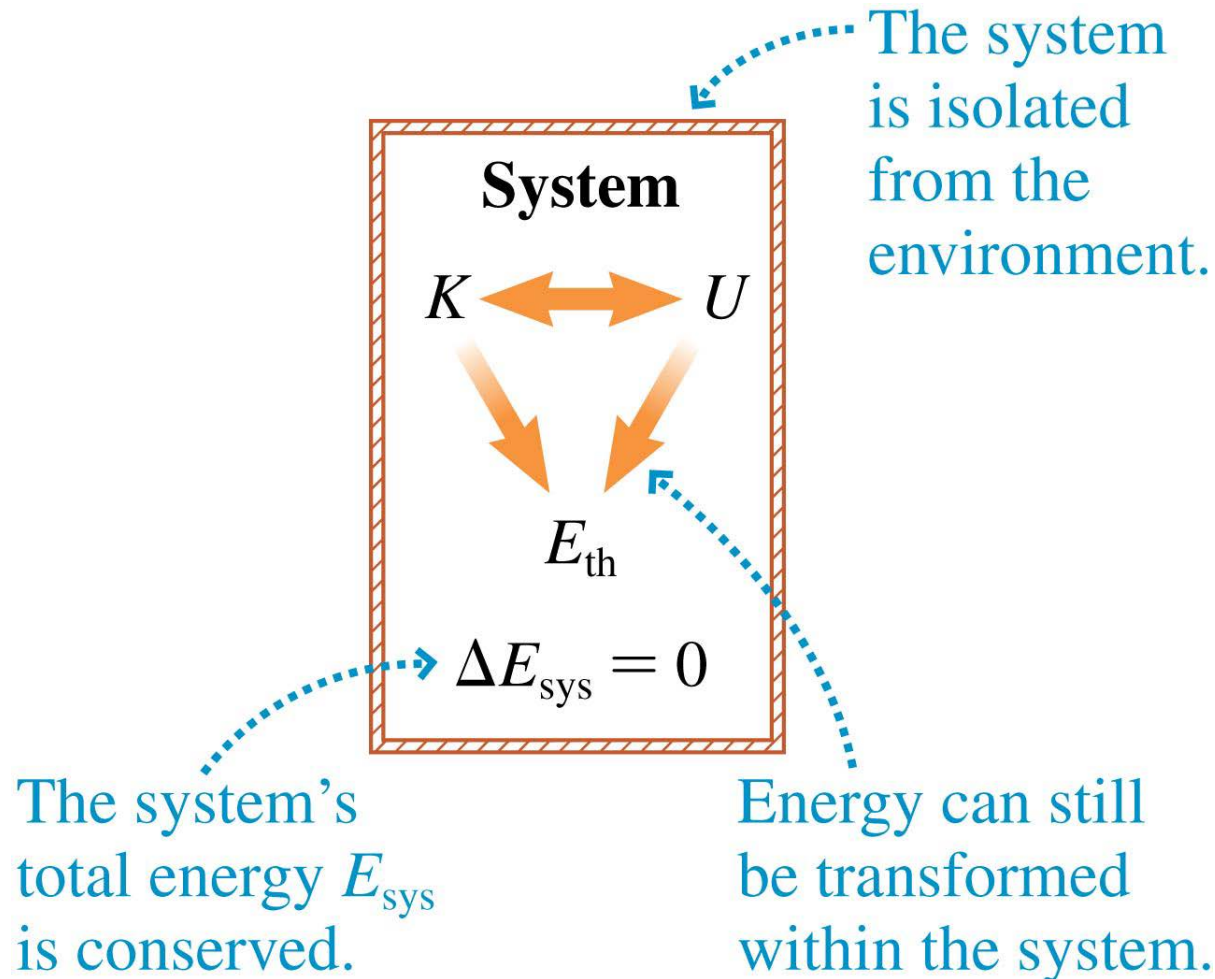 The system
is isolated
from the
environment.
System
K U
E_th
ΔE_sys = 0
The system’s
total energy E_sys
is conserved.
Energy can still
be transformed
within the system.